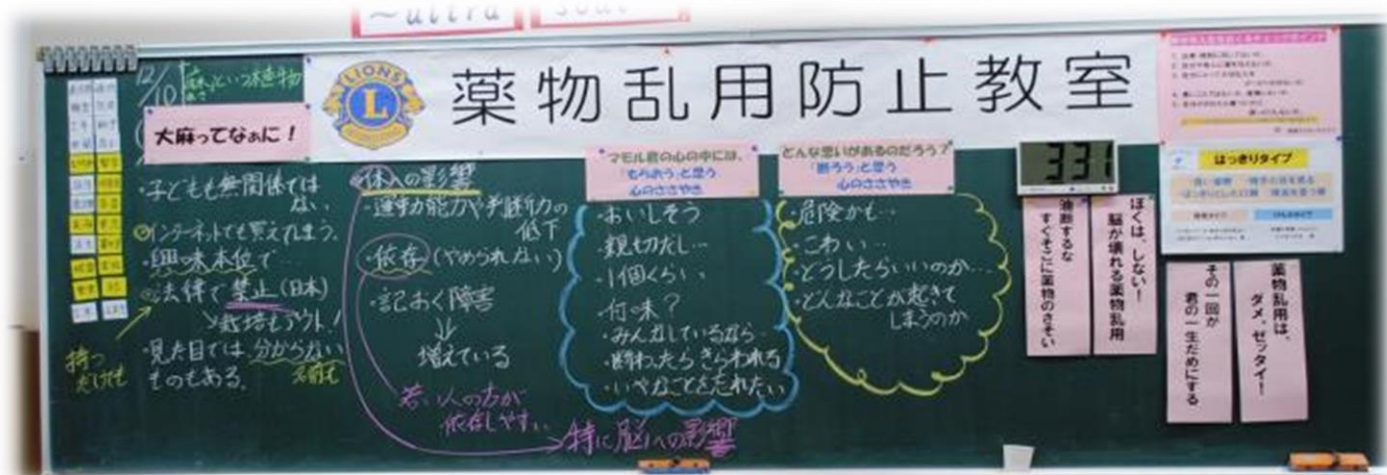 ~ultra soul~
12/10
麻という植物
大麻ってなぁに!
LIONS
L
薬物乱用防止教室
・子どもも無関係では
ない
インターネットでも買えてしまう。
・興味本位で
法律で禁止(日本)
↘栽培もアウト!
持つ
だけでも
・見た目では分からない
ものもある。
名前も
体への影響
・運動能力や判断力の
低下
・依存(やめられない)
・記おく障害
↓
増えている
若い人の方が
依存しやすい
→特に脳への影響
マモル君の心の中には、
「もらおう」と思う
心のささやき
・おいしそう
・親切だし…
・1個くらい
・何の味?
・みんなしているなら…
・断わったらきらわれる
・いやなことを忘れたい
どんな思いがあるのだろう?
「断ろう」と思う
心のささやき
・危険かも…
・こわい…
・どうしたらいいのか…
・どんなことが起きて
しまうのか
331
ぼくは、しない!
脳が壊れる薬物乱用
油断するな
すぐそこに薬物のさそい
はっきりタイプ
薬物乱用は、
ダメ。ゼッタイ!
その一回が
君の一生だめにする